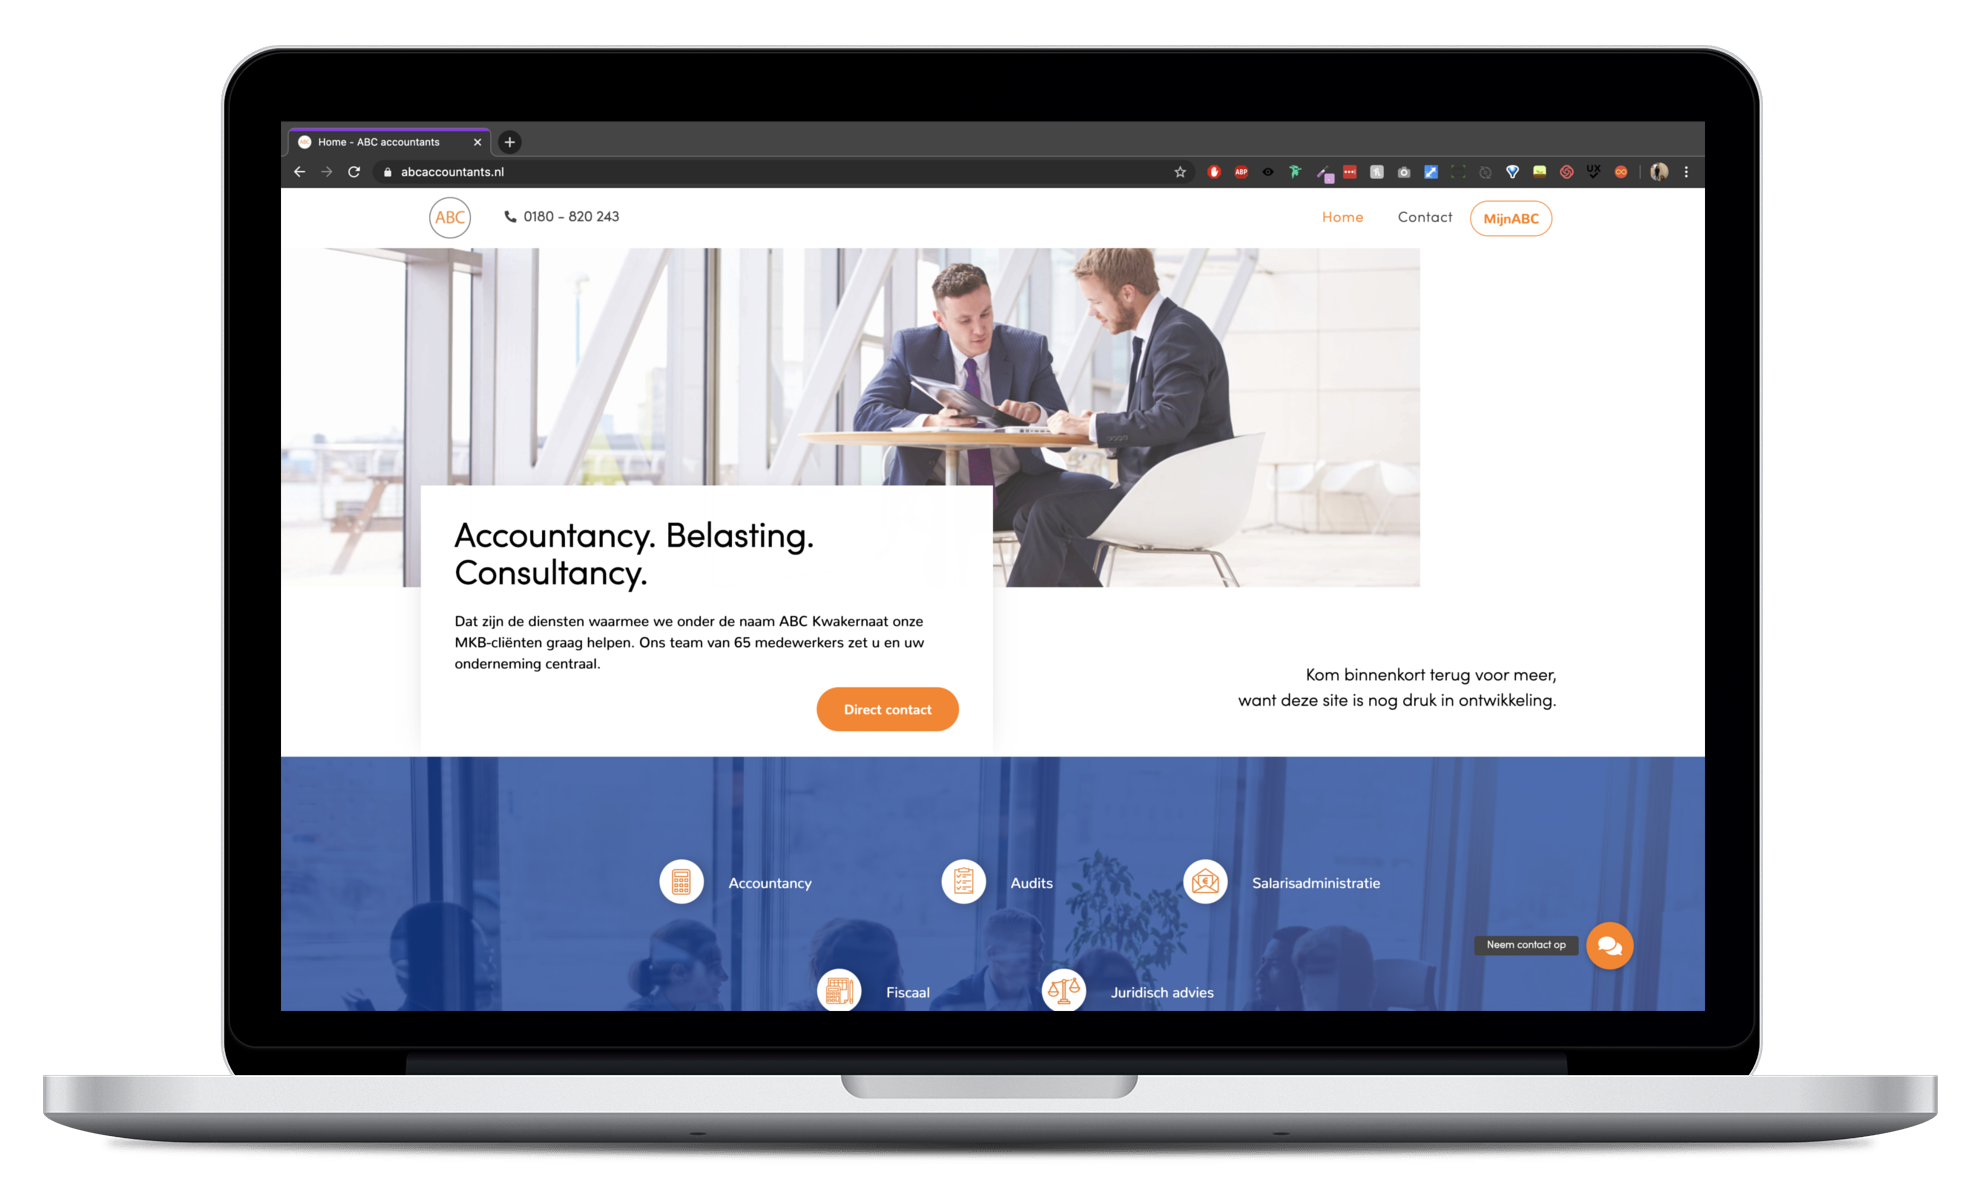 Home - ABC accountants
abcaccountants.nl
ABP
UX
ABC
0180 - 820 243
Home
Contact
MijnABC
Accountancy. Belasting.
Consultancy.
Dat zijn de diensten waarmee we onder de naam ABC Kwakernaat onze
MKB-cliënten graag helpen. Ons team van 65 medewerkers zet u en uw
onderneming centraal.
Direct contact
Kom binnenkort terug voor meer,
want deze site is nog druk in ontwikkeling.
Accountancy
Audits
Salarisadministratie
Neem contact op
Fiscaal
Juridisch advies